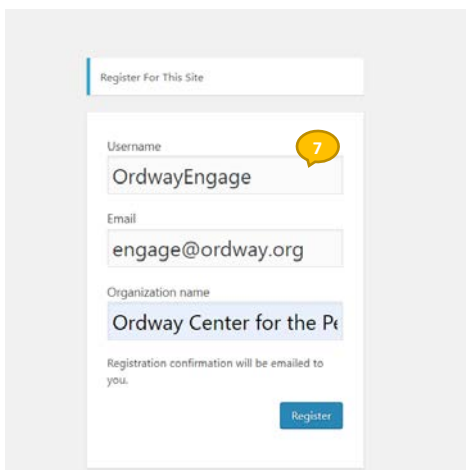 Register For This Site
Username
7
OrdwayEngage
Email
engage@ordway.org
Organization name
Ordway Center for the Pe
Registration confirmation will be emailed to
you.
Register